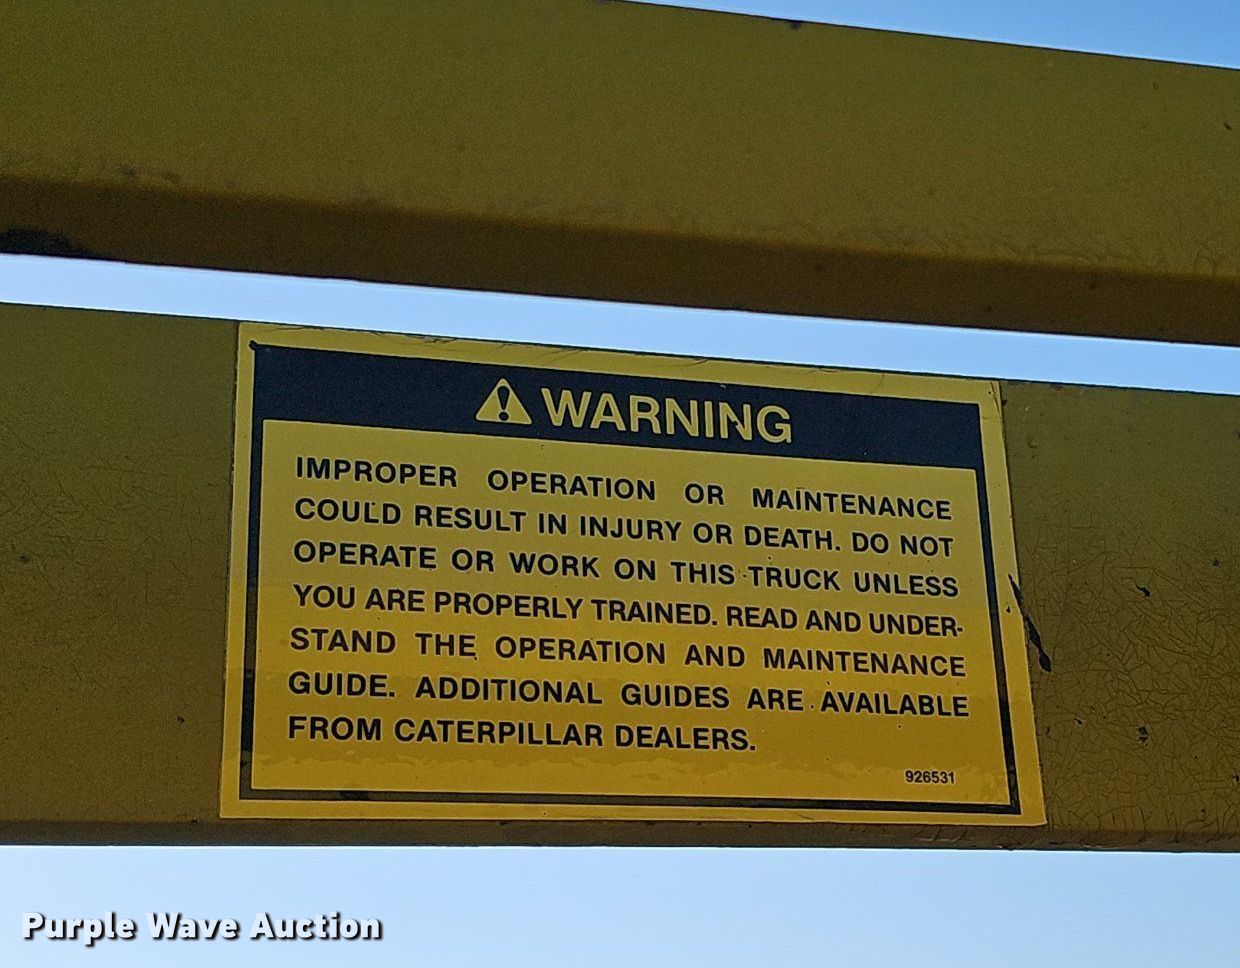 WARNING
IMPROPER OPERATION OR MAINTENANCE
COULD RESULT IN INJURY OR DEATH. DO NOT
OPERATE OR WORK ON THIS TRUCK UNLESS
YOU ARE PROPERLY TRAINED. READ AND UNDER-
STAND THE OPERATION AND MAINTENANCE
GUIDE. ADDITIONAL GUIDES ARE AVAILABLE
FROM CATERPILLAR DEALERS.
926531
Purple Wave Auction